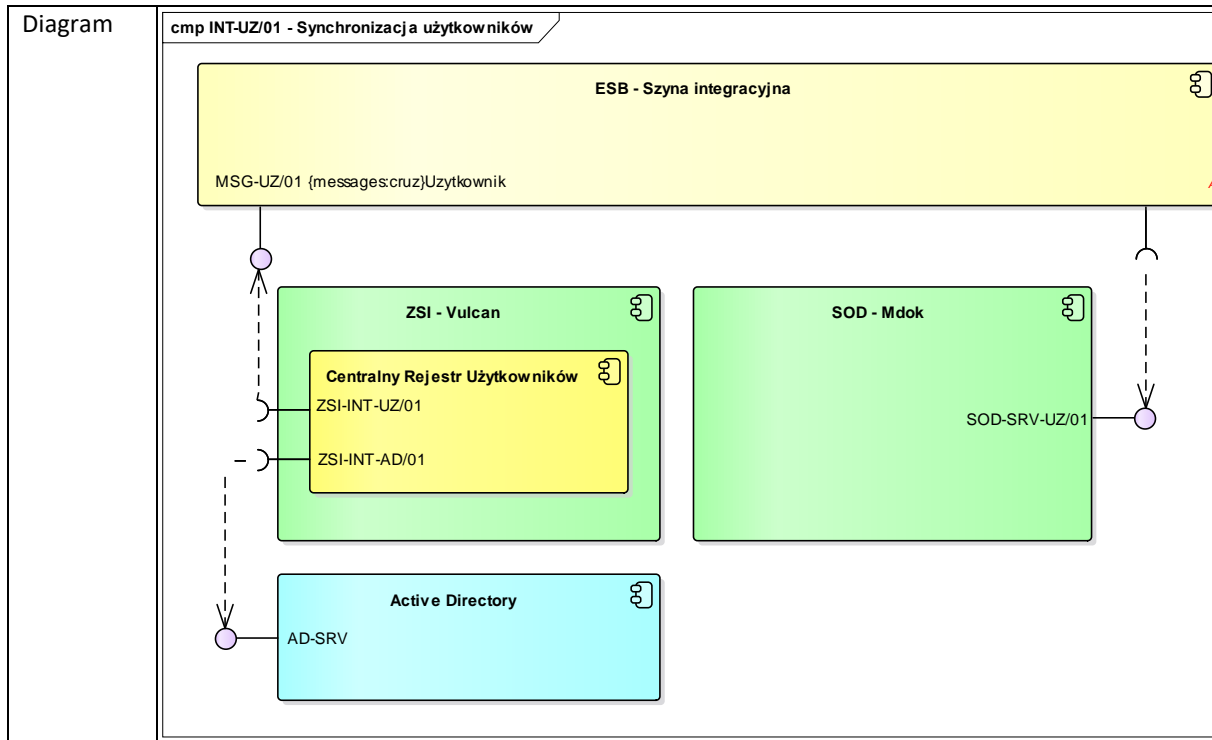 Diagram
cmp INT-UZ/01 - Synchronizacja użytkowników
ESB - Szyna integracyjna
MSG-UZ/01 {messages:cruz}Uzytkownik
ZSI - Vulcan
SOD - Mdok
Centralny Rejestr Użytkowników
ZSI-INT-UZ/01
SOD-SRV-UZ/01
ZSI-INT-AD/01
Active Directory
AD-SRV